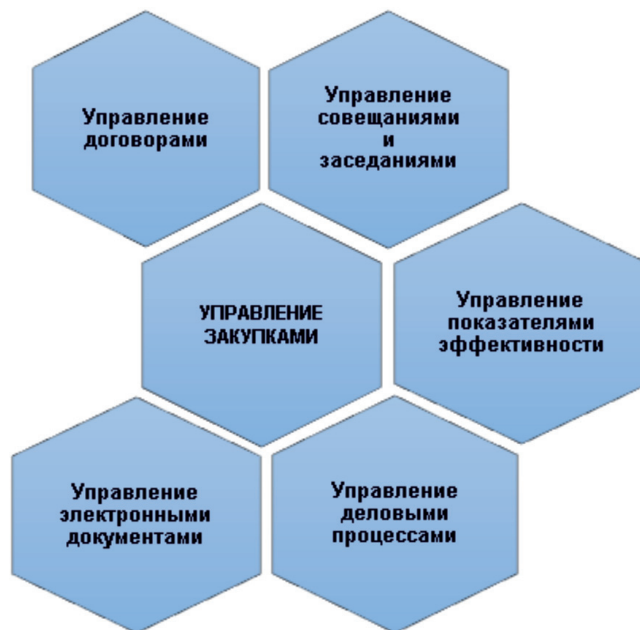 Управление
договорами
Управление
совещаниями
и
заседаниями
УПРАВЛЕНИЕ
ЗАКУПКАМИ
Управление
показателями
эффективности
Управление
электронными
документами
Управление
деловыми
процессами